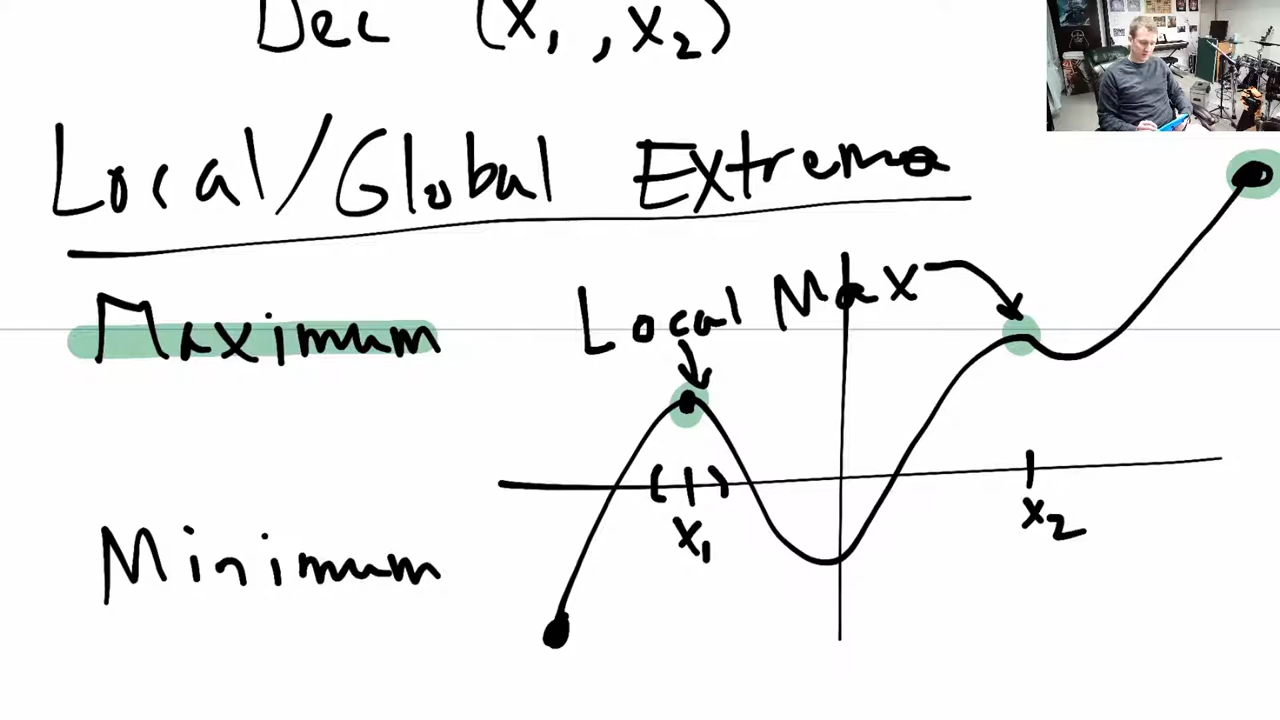 Dec (x₁, x₂)
Local/Global Extrema
Maximum
Local Max
x₁
x₂
Minimum